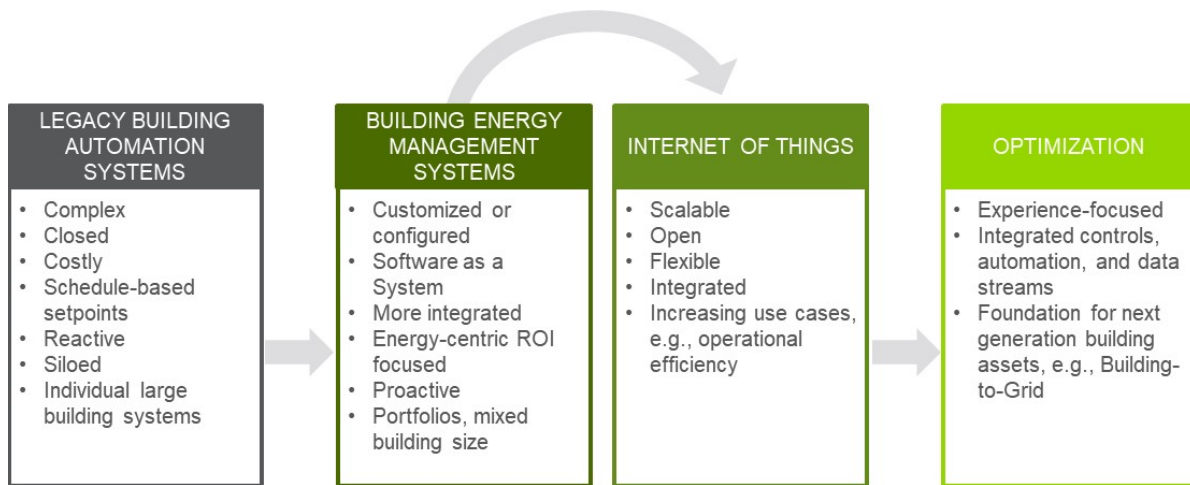 LEGACY BUILDING
AUTOMATION
SYSTEMS
• Complex
• Closed
• Costly
• Schedule-based
setpoints
• Reactive
• Siloed
• Individual large
building systems
BUILDING ENERGY
MANAGEMENT
SYSTEMS
• Customized or
configured
• Software as a
System
• More integrated
• Energy-centric ROI
focused
• Proactive
• Portfolios, mixed
building size
INTERNET OF THINGS
• Scalable
• Open
• Flexible
• Integrated
• Increasing use cases,
e.g., operational
efficiency
OPTIMIZATION
• Experience-focused
• Integrated controls,
automation, and data
streams
• Foundation for next
generation building
assets, e.g., Building-
to-Grid